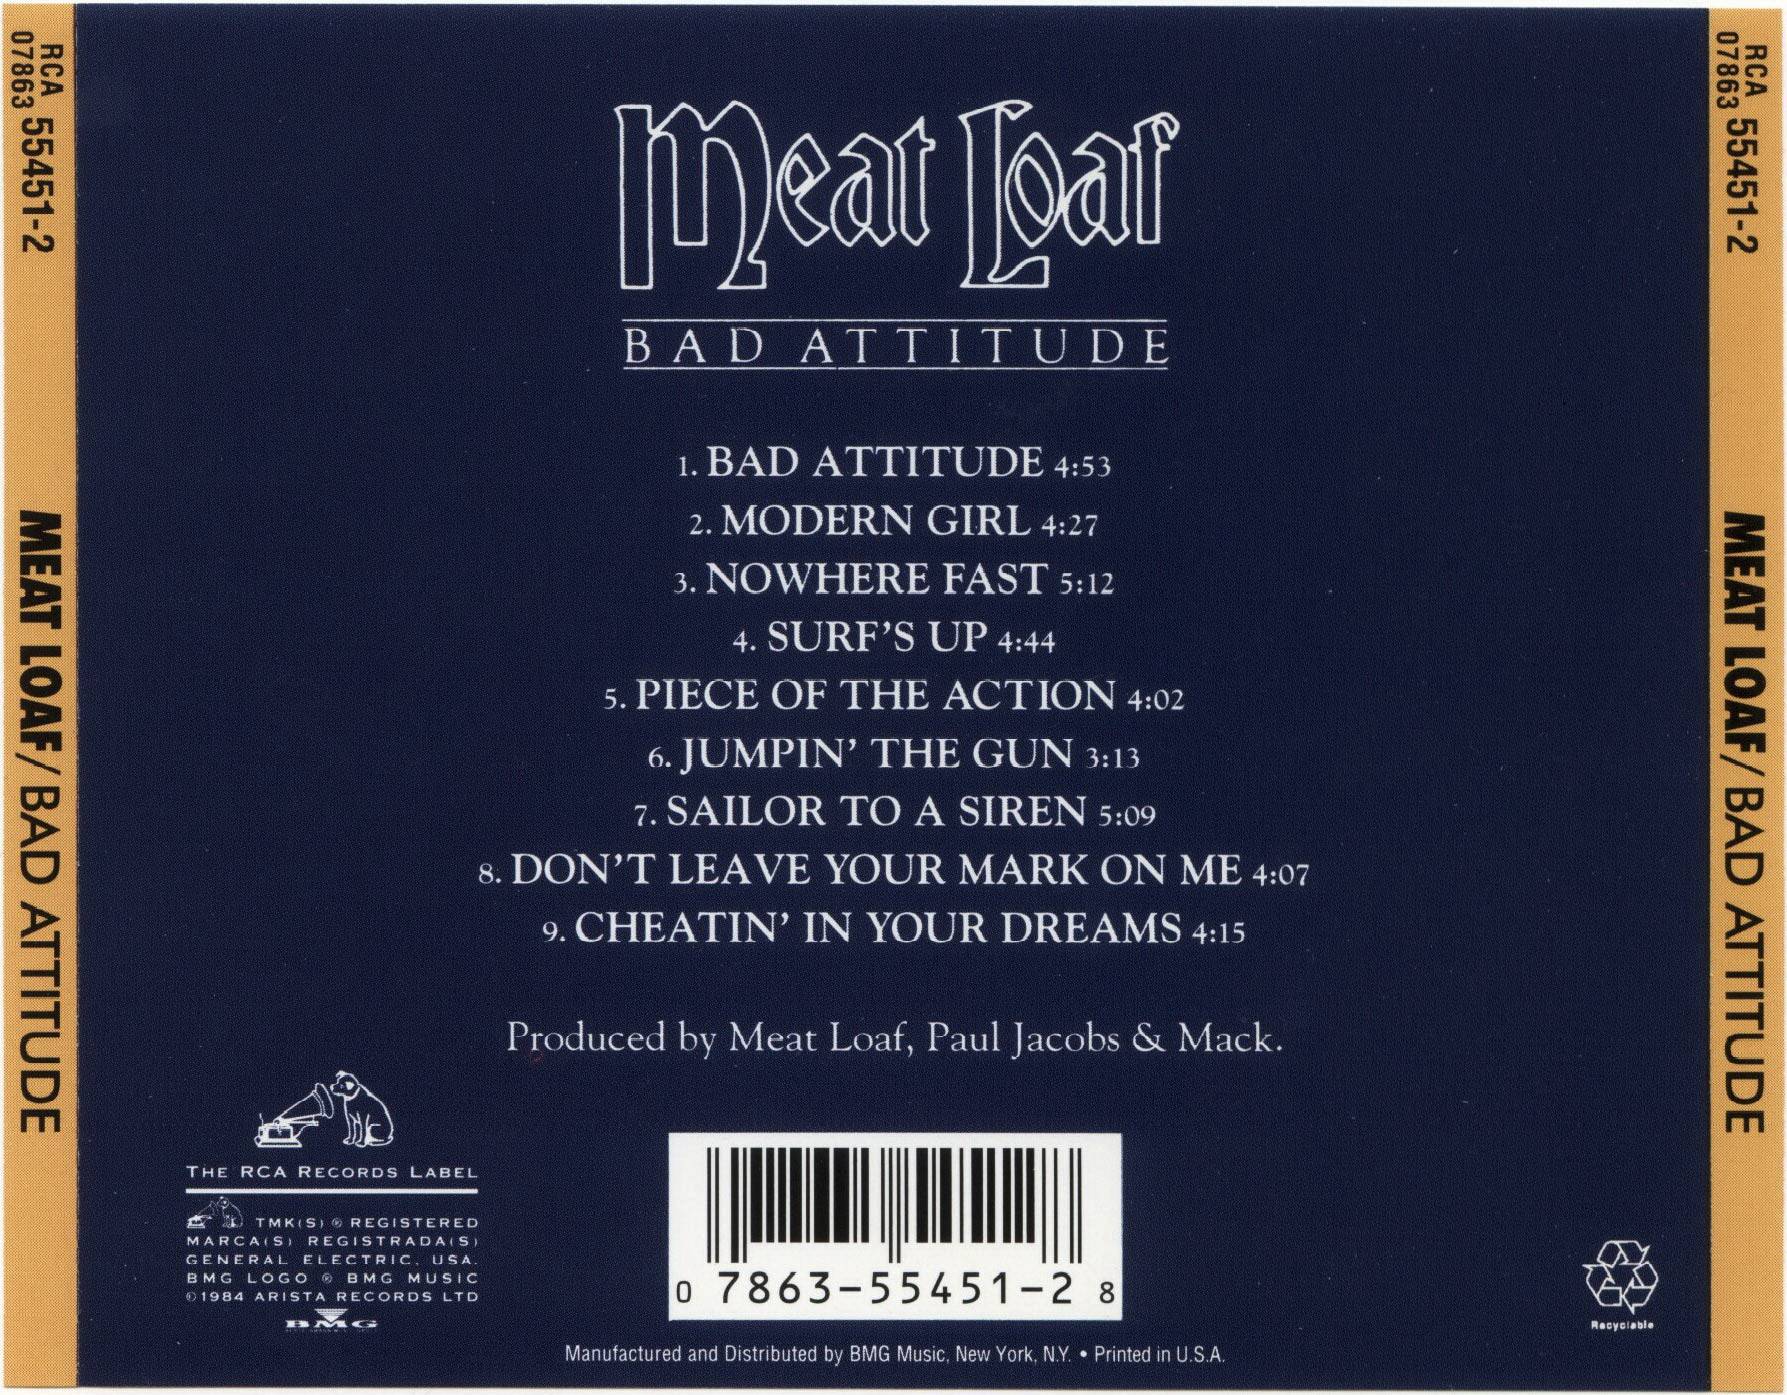 RCA
07863 55451-2
MEAT LOAF/BAD ATTITUDE
Meat Loaf
BAD ATTITUDE
1. BAD ATTITUDE 4:53
2. MODERN GIRL 4:27
3. NOWHERE FAST 5:12
4. SURF'S UP 4:44
5. PIECE OF THE ACTION 4:02
6. JUMPIN' THE GUN 3:13
7. SAILOR TO A SIREN 5:09
8. DON'T LEAVE YOUR MARK ON ME 4:07
9. CHEATIN' IN YOUR DREAMS 4:15
Produced by Meat Loaf, Paul Jacobs & Mack.
THE RCA RECORDS LABEL
TMK(S) ® REGISTERED
MARCA(S) REGISTRADA(S)
GENERAL ELECTRIC, USA.
BMG LOGO ® BMG MUSIC
©1984 ARISTA RECORDS LTD
BMG
0 7863-55451-2 8
Manufactured and Distributed by BMG Music, New York, N.Y. • Printed in U.S.A.
Recyclable
RCA
07863 55451-2
MEAT LOAF/BAD ATTITUDE